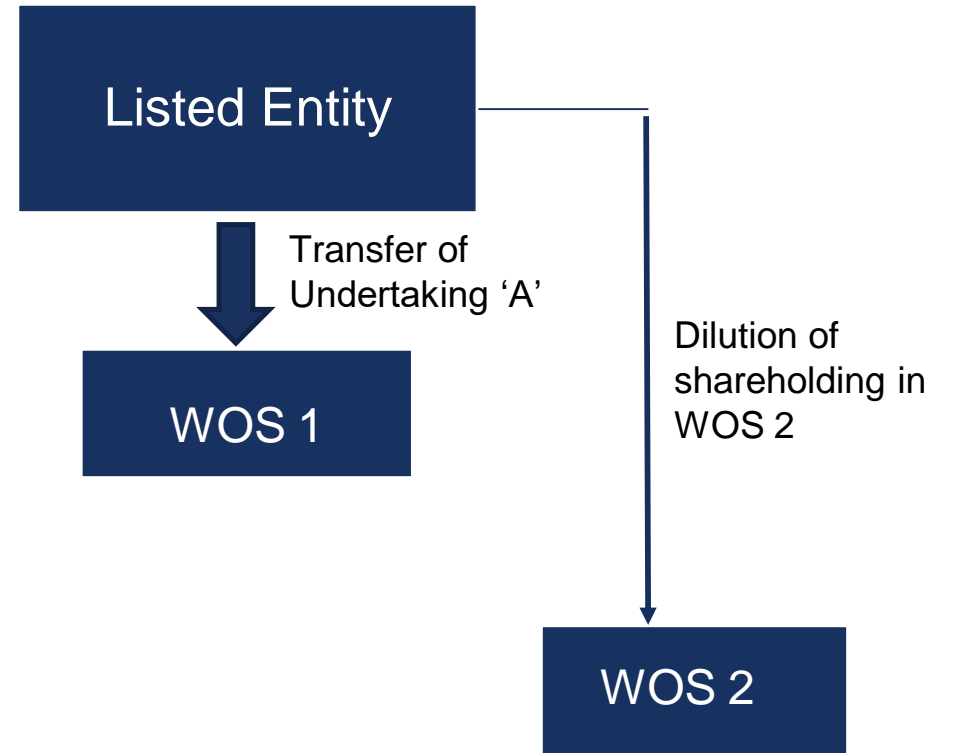 Listed Entity
Transfer of
Undertaking ‘A’
Dilution of
shareholding in
WOS 2
WOS 1
WOS 2